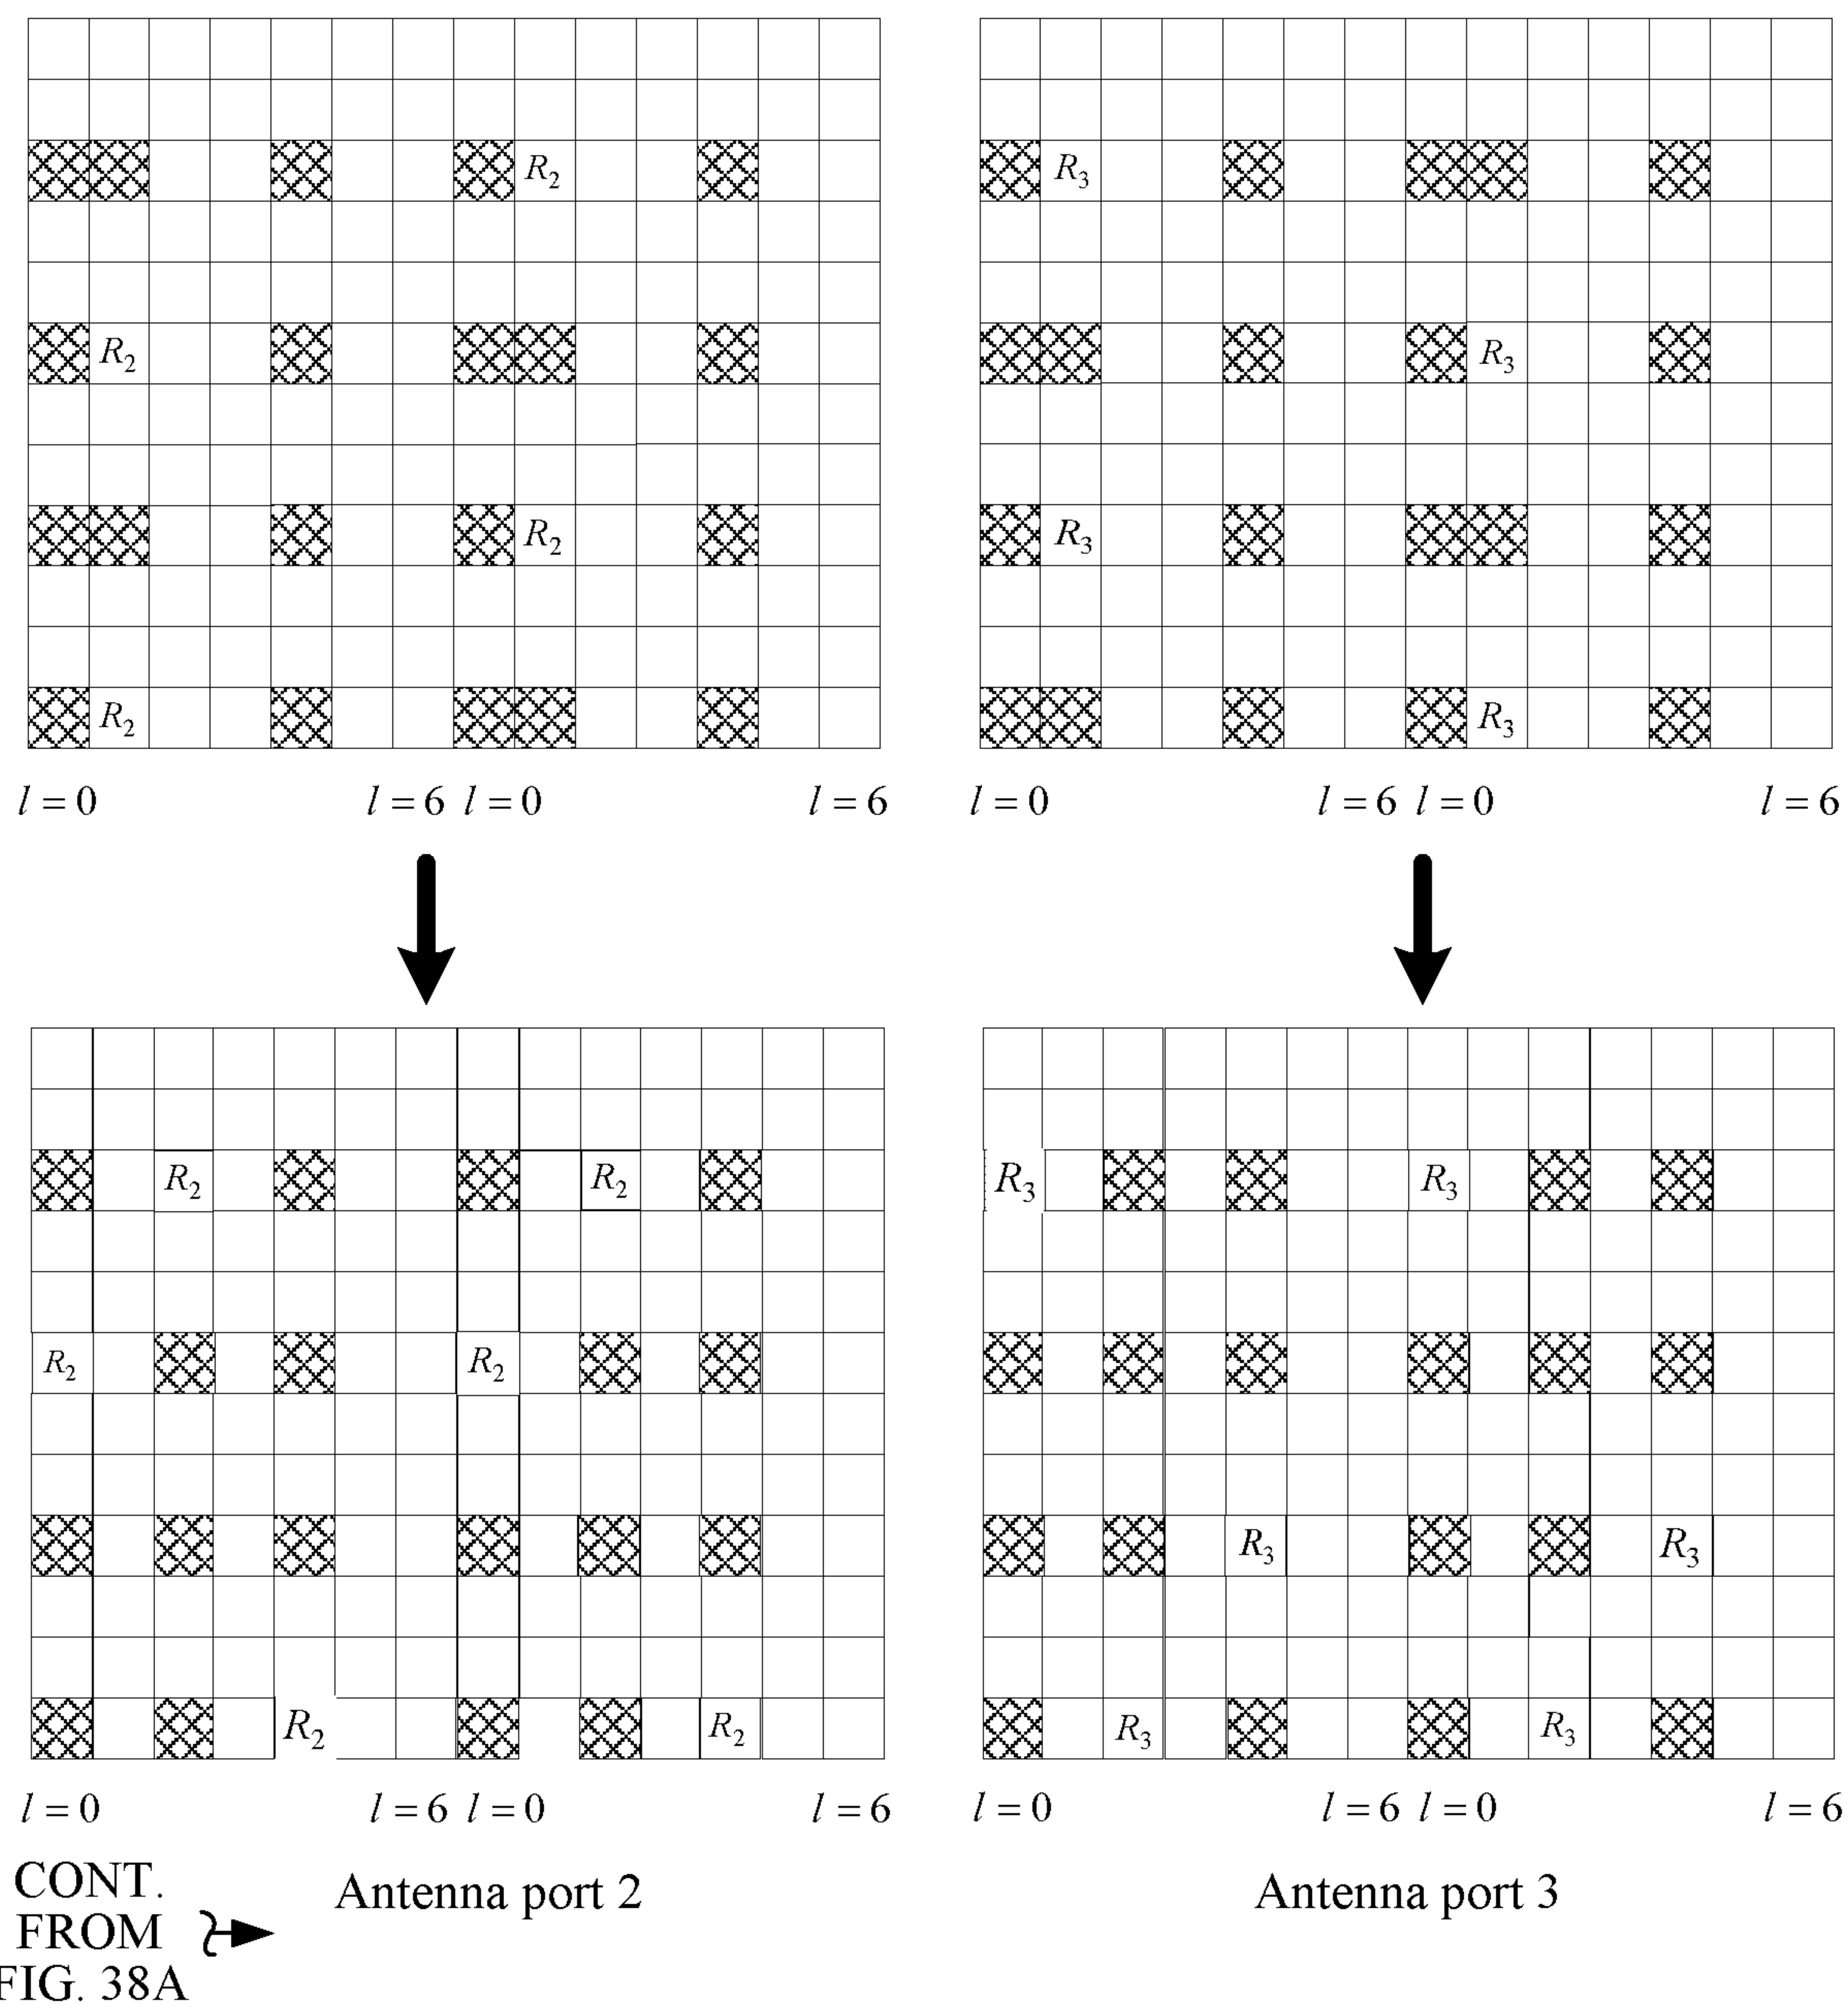 R₂
R₃
R₂
R₃
R₂
R₃
R₂
R₃
l = 0 l = 6 l = 0 l = 6
l = 0 l = 6 l = 0 l = 6
R₂ R₂
R₃ R₃
R₂ R₂
R₃ R₃
R₂ R₂
R₃ R₃
l = 0 l = 6 l = 0 l = 6
l = 0 l = 6 l = 0 l = 6
CONT.
FROM
FIG. 38A
Antenna port 2
Antenna port 3